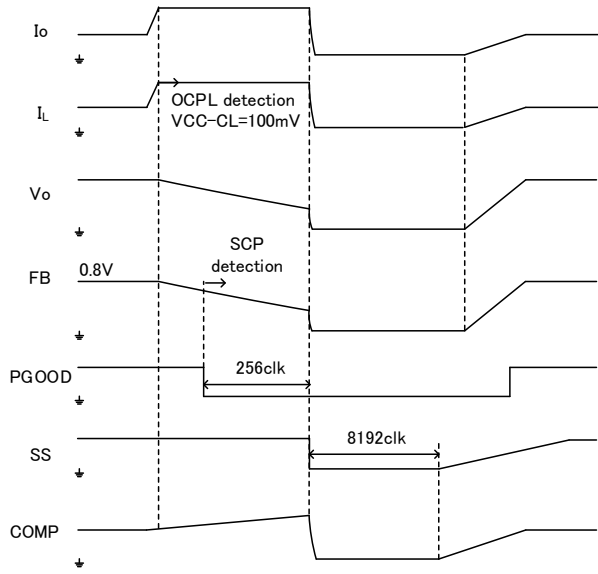 Io
IL
OCPL detection
VCC-CL=100mV
Vo
SCP
detection
FB
0.8V
PGOOD
256clk
SS
8192clk
COMP